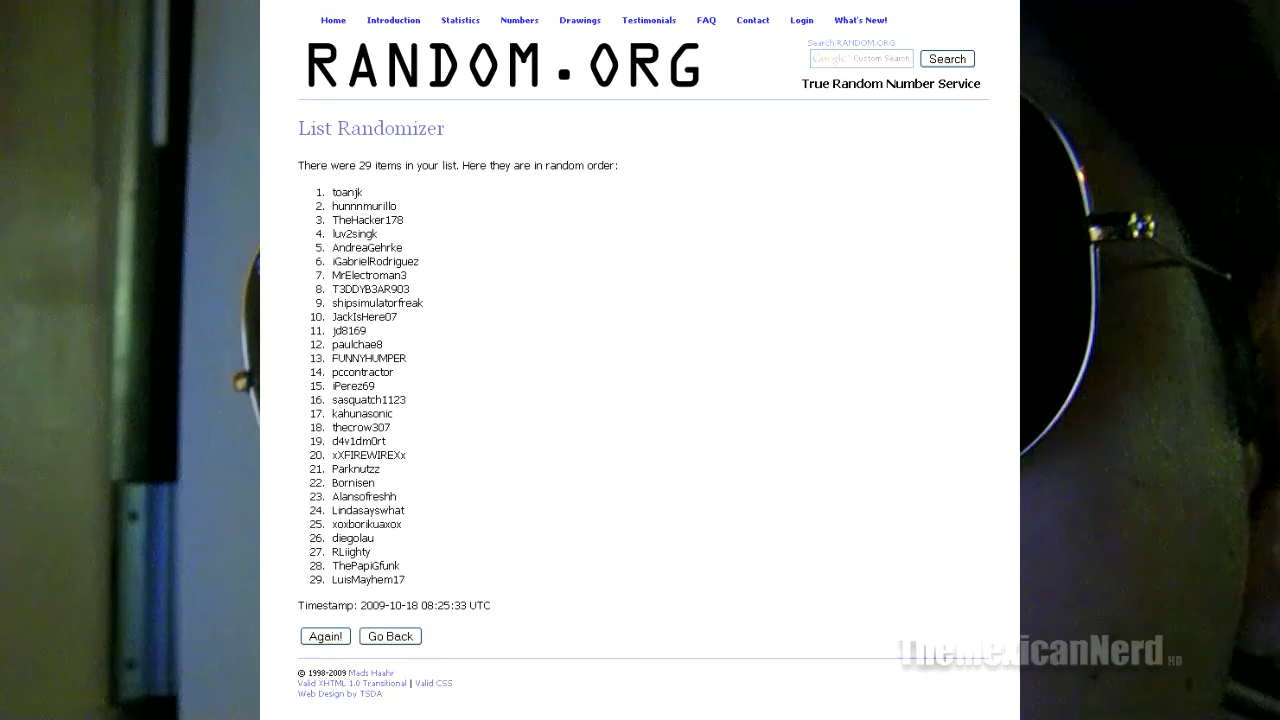 Home Introduction Statistics Numbers Drawings Testimonials FAQ Contact Login What's New!
Search RANDOM.ORG
RANDOM.ORG
Google™ Custom Search Search
True Random Number Service
List Randomizer
There were 29 items in your list. Here they are in random order:
1. toanjk
2. hunnnmurillo
3. TheHacker178
4. luv2singk
5. AndreaGehrke
6. iGabrielRodriguez
7. MrElectroman3
8. T3DDYB3AR903
9. shipsimulatorfreak
10. JackIsHere07
11. jd8169
12. paulchae8
13. FUNNYHUMPER
14. pccontractor
15. iPerez69
16. sasquatch1123
17. kahunasonic
18. thecrow307
19. d4v1dm0rt
20. xXFIREWIREXx
21. Parknutzz
22. Bornisen
23. Alansofreshh
24. Lindasayswhat
25. xoxborikuaxox
26. diegolau
27. RLiighty
28. ThePapiGfunk
29. LuisMayhem17
Timestamp: 2009-10-18 08:25:33 UTC
Again! Go Back
TheMexicanNerd HD
© 1998-2009 Mads Haahr
Valid XHTML 1.0 Transitional | Valid CSS
Web Design by TSDA